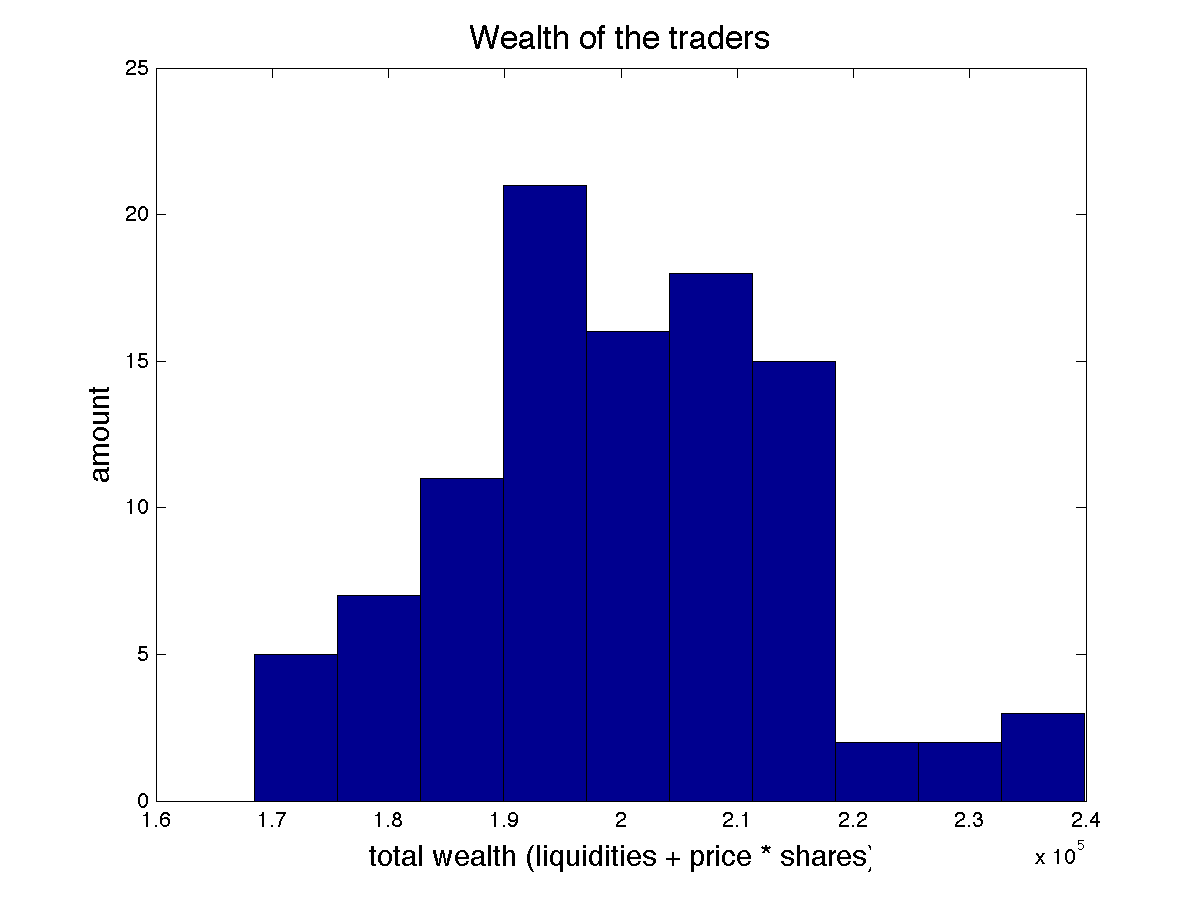 Wealth of the traders
25
20
15
10
5
0
amount
1.6 1.7 1.8 1.9 2 2.1 2.2 2.3 2.4
x 10^5
total wealth (liquidities + price * shares)